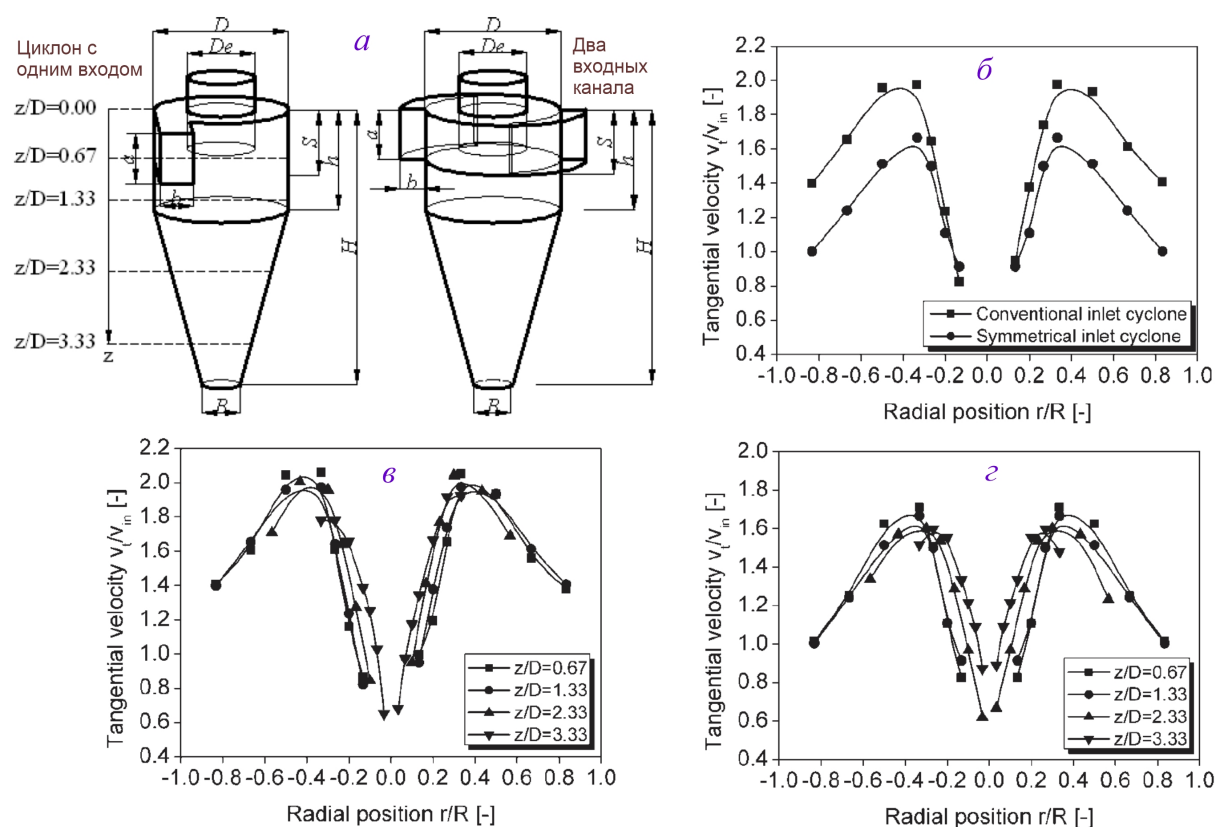 Циклон с
одним входом
z/D=0.00
z/D=0.67
z/D=1.33
z/D=2.33
z/D=3.33
z
D
De
a
b
S
h
H
R
а
D
De
Два
входных
канала
a
b
S
h
H
R
б
Tangential velocity vt/vin [-]
2.2
2.0
1.8
1.6
1.4
1.2
1.0
0.8
0.6
0.4
Conventional inlet cyclone
Symmetrical inlet cyclone
-1.0 -0.8 -0.6 -0.4 -0.2 0.0 0.2 0.4 0.6 0.8 1.0
Radial position r/R [-]
в
Tangential velocity vt/vin [-]
2.2
2.0
1.8
1.6
1.4
1.2
1.0
0.8
0.6
0.4
z/D=0.67
z/D=1.33
z/D=2.33
z/D=3.33
-1.0 -0.8 -0.6 -0.4 -0.2 0.0 0.2 0.4 0.6 0.8 1.0
Radial position r/R [-]
г
Tangential velocity vt/vin [-]
2.0
1.8
1.6
1.4
1.2
1.0
0.8
0.6
0.4
z/D=0.67
z/D=1.33
z/D=2.33
z/D=3.33
-1.0 -0.8 -0.6 -0.4 -0.2 0.0 0.2 0.4 0.6 0.8 1.0
Radial position r/R [-]